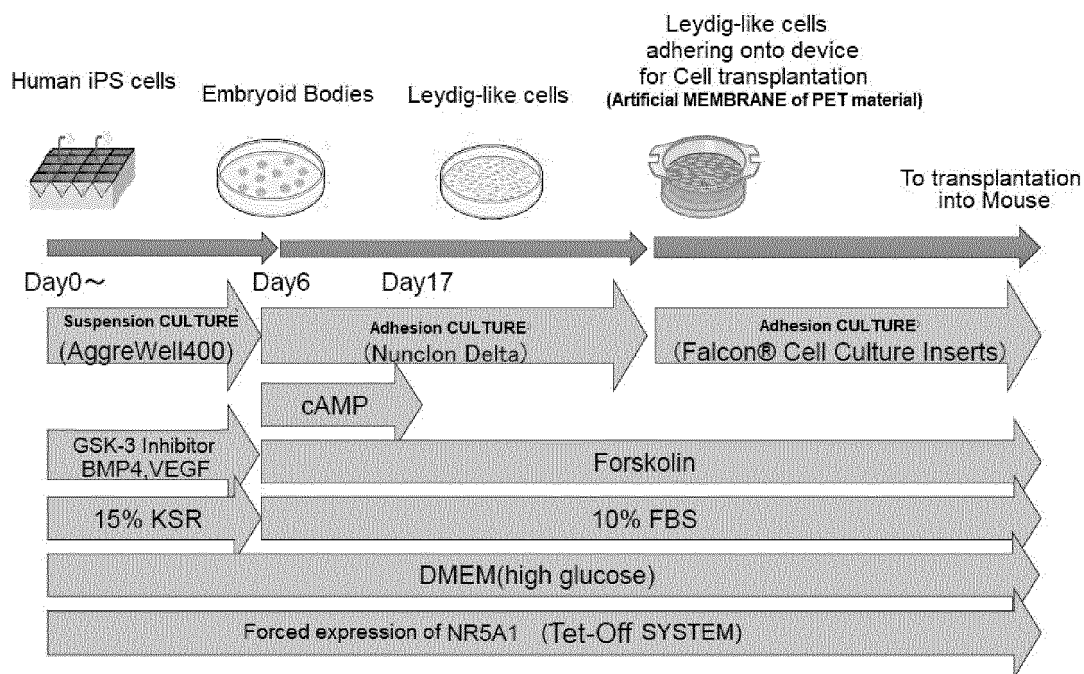 Human iPS cells
Embryoid Bodies
Leydig-like cells
Leydig-like cells
adhering onto device
for Cell transplantation
(Artificial MEMBRANE of PET material)
To transplantation
into Mouse
Day0～
Day6
Day17
Suspension CULTURE
(AggreWell400)
Adhesion CULTURE
(Nunclon Delta)
Adhesion CULTURE
(Falcon® Cell Culture Inserts)
cAMP
GSK-3 Inhibitor
BMP4,VEGF
Forskolin
15% KSR
10% FBS
DMEM(high glucose)
Forced expression of NR5A1 (Tet-Off SYSTEM)